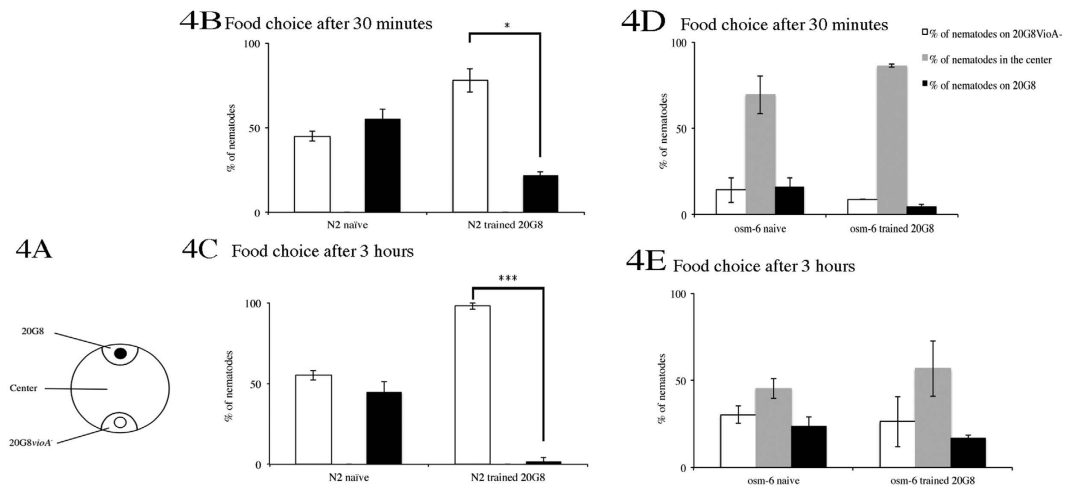 4B Food choice after 30 minutes
*
100
50
0
% of nematodes
N2 naïve
N2 trained 20G8
4D Food choice after 30 minutes
% of nematodes on 20G8VioA-
% of nematodes in the center
% of nematodes on 20G8
100
50
0
% of nematodes
osm-6 naive
osm-6 trained 20G8
4A
20G8
Center
20G8vioA-
4C Food choice after 3 hours
***
100
50
0
% of nematodes
N2 naïve
N2 trained 20G8
4E Food choice after 3 hours
100
50
0
% of nematodes
osm-6 naive
osm-6 trained 20G8